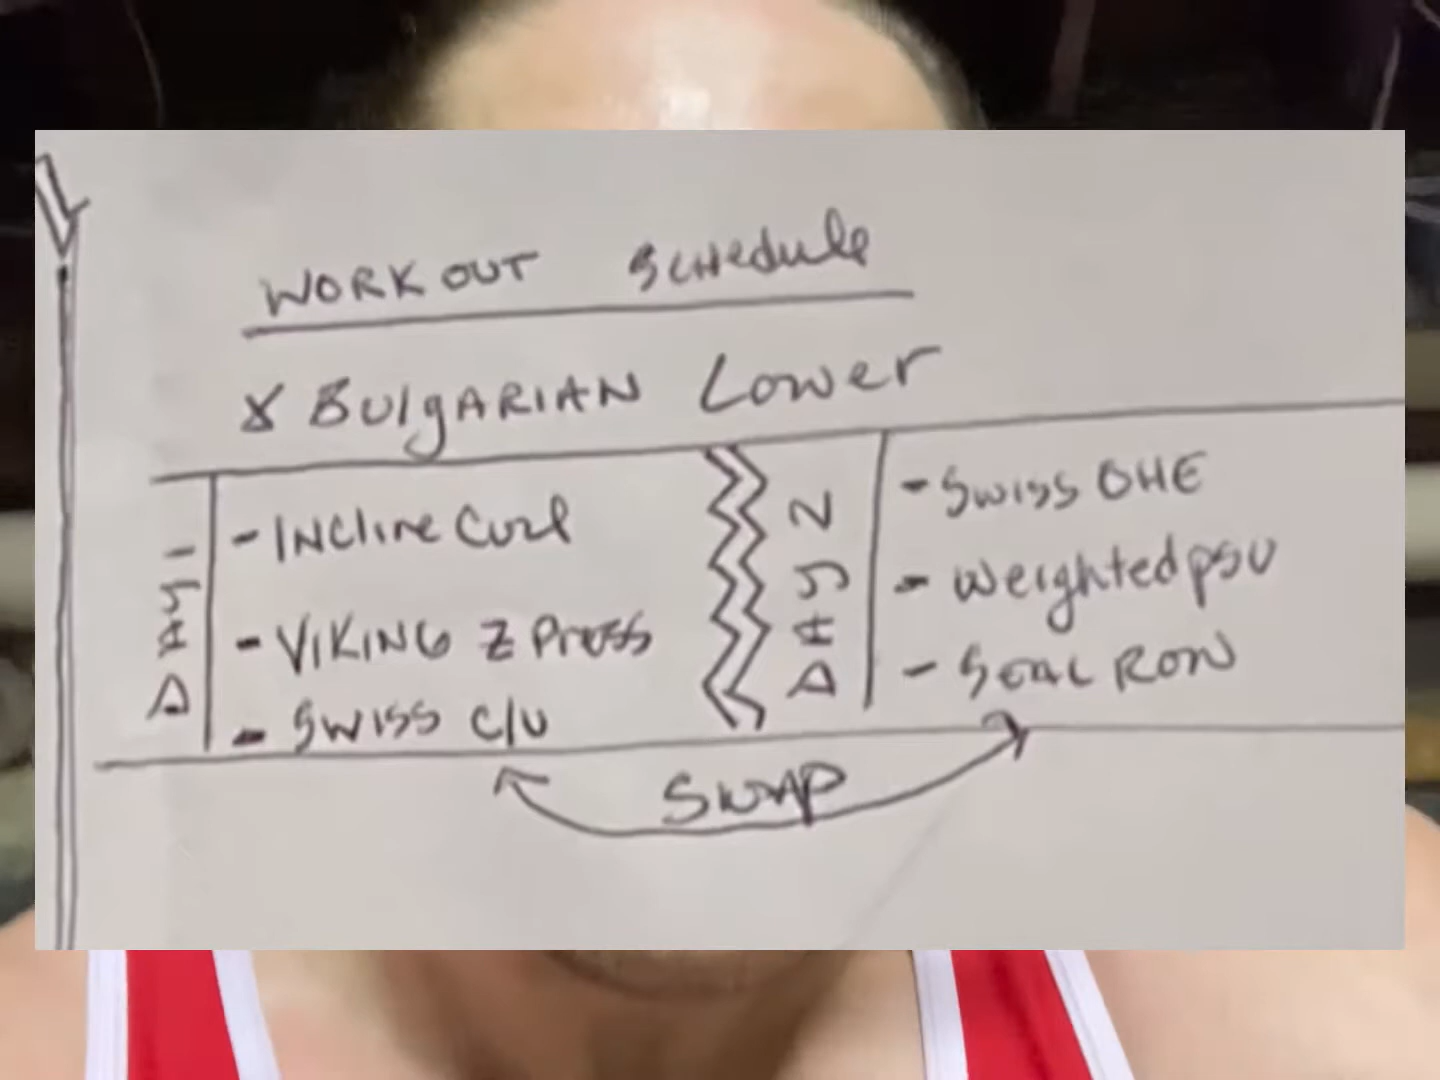 WORKOUT Schedule
* BUlgARIAN Lower
DAY 1
- INCline Curl
- VIKING Z Press
- SWISS C/U
DAY 2
- SWISS OHE
- Weighted PSU
- SEAL ROW
SWAP